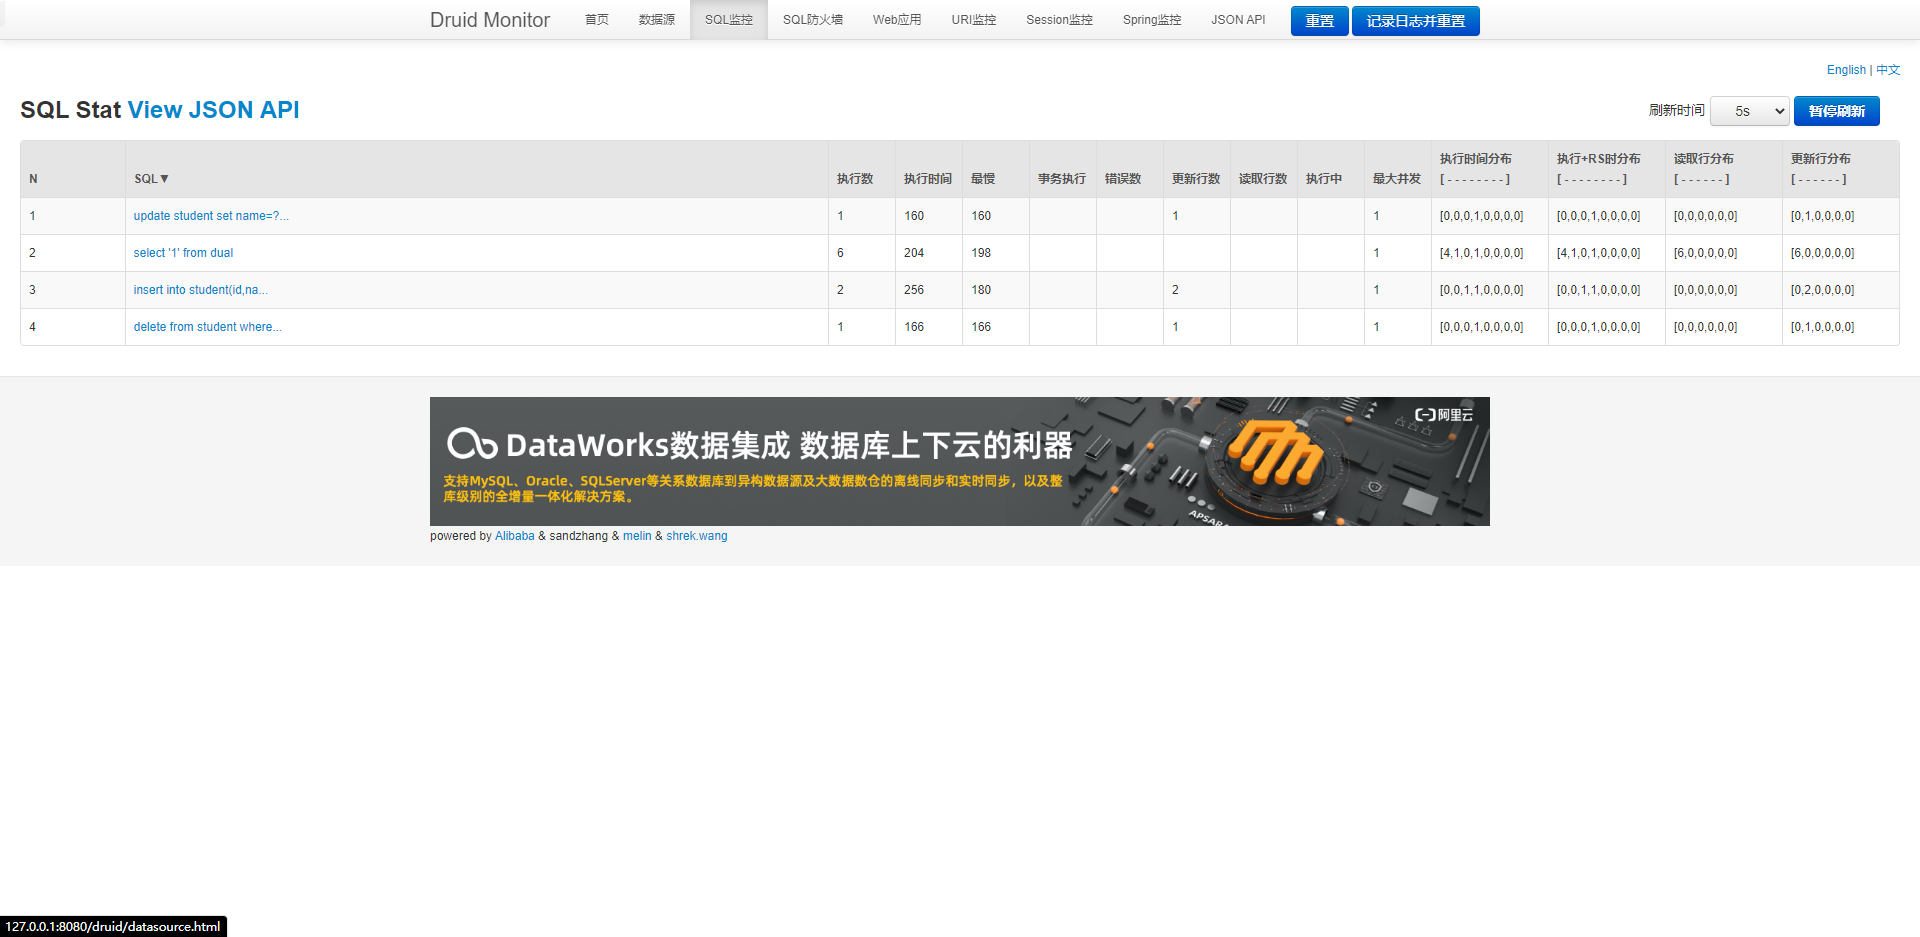 Druid Monitor 首页 数据源 SQL监控 SQL防火墙 Web应用 URI监控 Session监控 Spring监控 JSON API 重置 记录日志并重置
English | 中文
SQL Stat View JSON API 刷新时间 5s 暂停刷新
N SQL▼ 执行数 执行时间 最慢 事务执行 错误数 更新行数 读取行数 执行中 最大并发 执行时间分布 [ - - - - - - - - ] 执行+RS时分布 [ - - - - - - - - ] 读取行分布 [ - - - - - - ] 更新行分布 [ - - - - - - ]
1 update student set name=?... 1 160 160 1 1 [0,0,0,1,0,0,0,0] [0,0,0,1,0,0,0,0] [0,0,0,0,0,0] [0,1,0,0,0,0]
2 select '1' from dual 6 204 198 1 [4,1,0,1,0,0,0,0] [4,1,0,1,0,0,0,0] [6,0,0,0,0,0] [6,0,0,0,0,0]
3 insert into student(id,na... 2 256 180 2 1 [0,0,1,1,0,0,0,0] [0,0,1,1,0,0,0,0] [0,0,0,0,0,0] [0,2,0,0,0,0]
4 delete from student where... 1 166 166 1 1 [0,0,0,1,0,0,0,0] [0,0,0,1,0,0,0,0] [0,0,0,0,0,0] [0,1,0,0,0,0]
阿里云
DataWorks数据集成 数据库上下云的利器
支持MySQL、Oracle、SQLServer等关系数据库到异构数据源及大数据数仓的离线同步和实时同步，以及整
库级别的全增量一体化解决方案。
powered by Alibaba & sandzhang & melin & shrek.wang
127.0.0.1:8080/druid/datasource.html